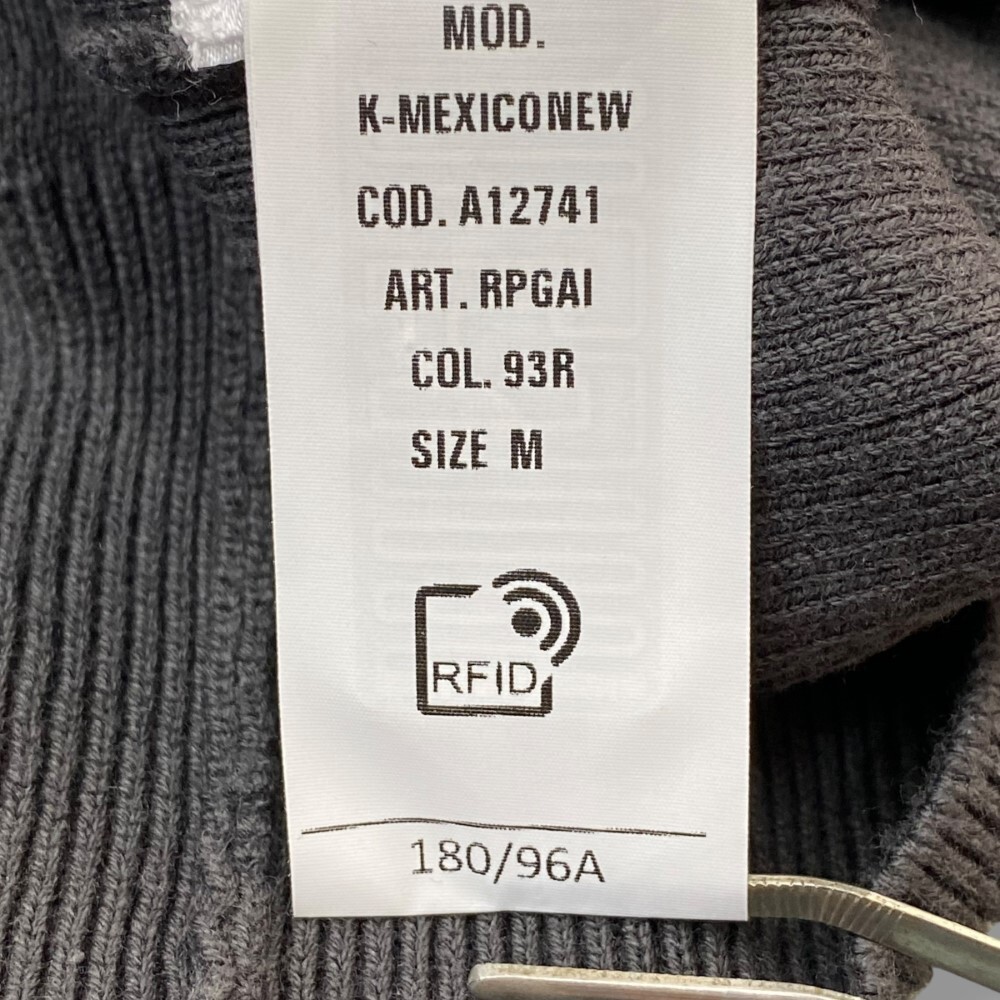 MOD.
K-MEXICONEW
COD. A12741
ART. RPGAI
COL. 93R
SIZE M
RFID
180/96A